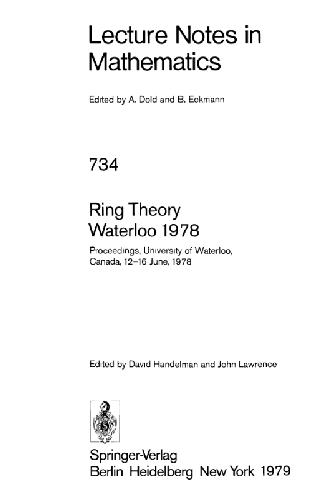 Lecture Notes in
Mathematics
Edited by A. Dold and B. Eckmann
734
Ring Theory
Waterloo 1978
Proceedings, University of Waterloo,
Canada, 12–16 June, 1978
Edited by David Handelman and John Lawrence
Springer-Verlag
Berlin Heidelberg New York 1979